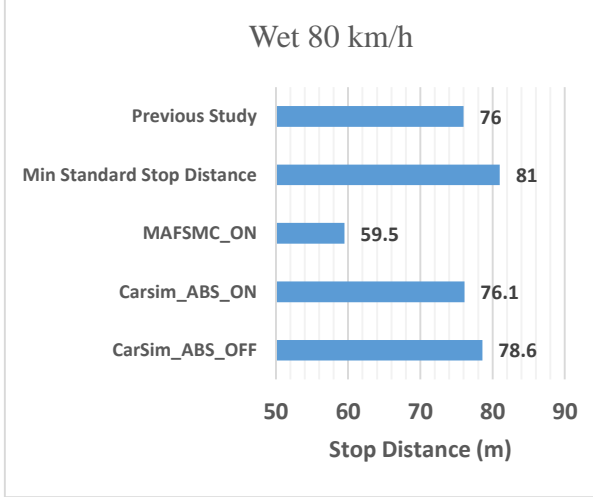 Wet 80 km/h
Previous Study 76
Min Standard Stop Distance 81
MAFSMC_ON 59.5
Carsim_ABS_ON 76.1
CarSim_ABS_OFF 78.6
50 60 70 80 90
Stop Distance (m)